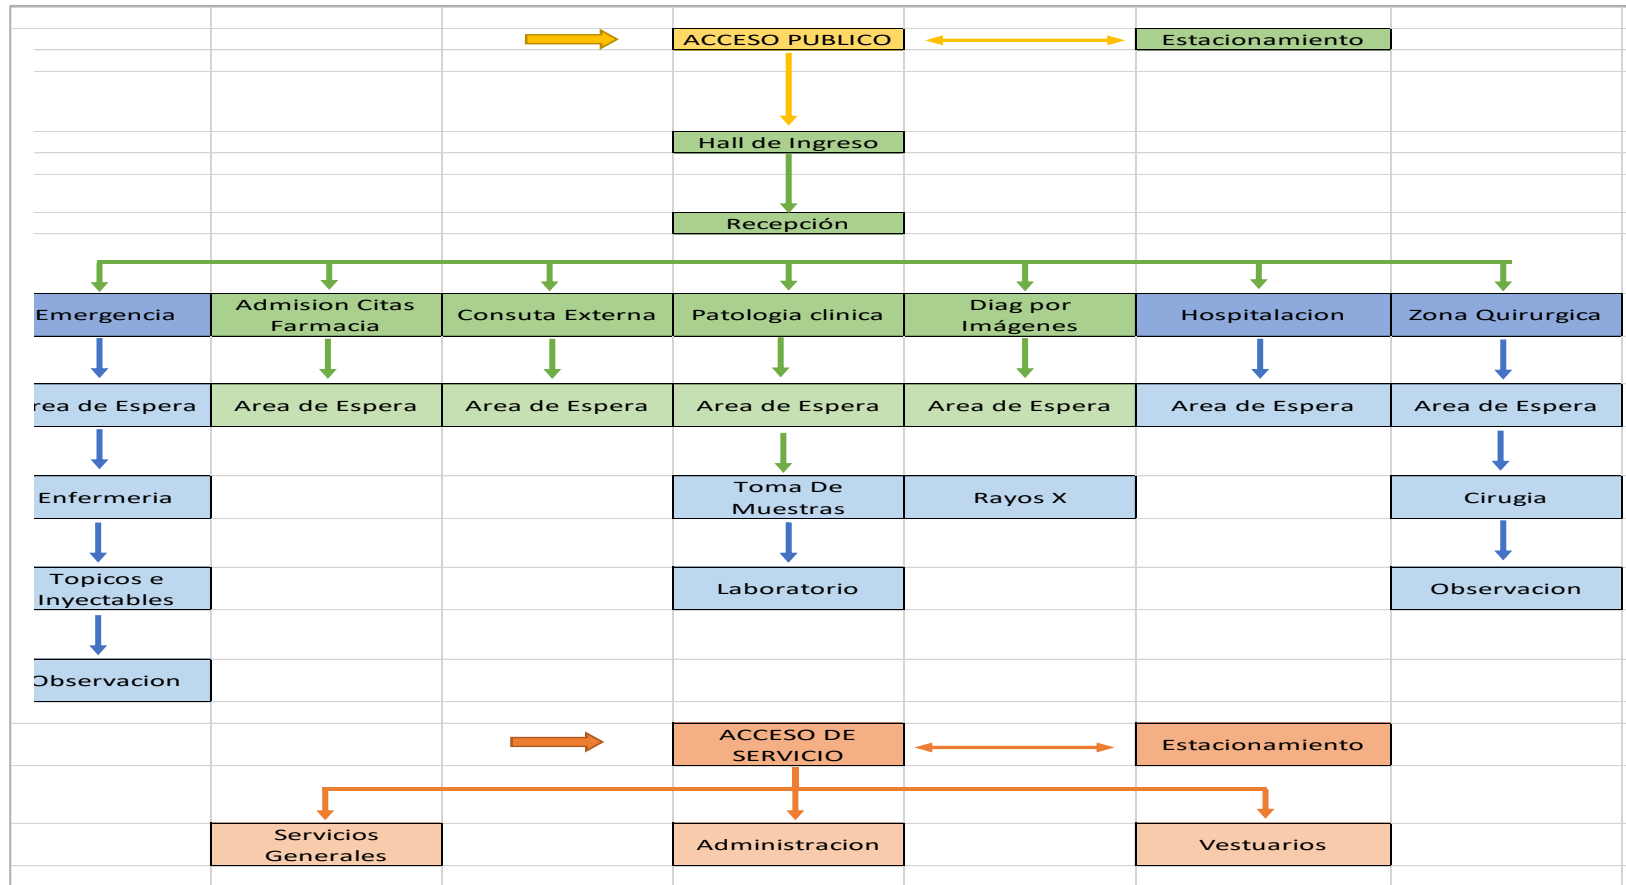 ACCESO PUBLICO
Estacionamiento
Hall de Ingreso
Recepción
Emergencia
Admision Citas
Farmacia
Consuta Externa
Patologia clinica
Diag por
Imágenes
Hospitalacion
Zona Quirurgica
rea de Espera
Area de Espera
Area de Espera
Area de Espera
Area de Espera
Area de Espera
Area de Espera
Enfermeria
Toma De
Muestras
Rayos X
Cirugia
Topicos e
Inyectables
Laboratorio
Observacion
Observacion
ACCESO DE
SERVICIO
Estacionamiento
Servicios
Generales
Administracion
Vestuarios